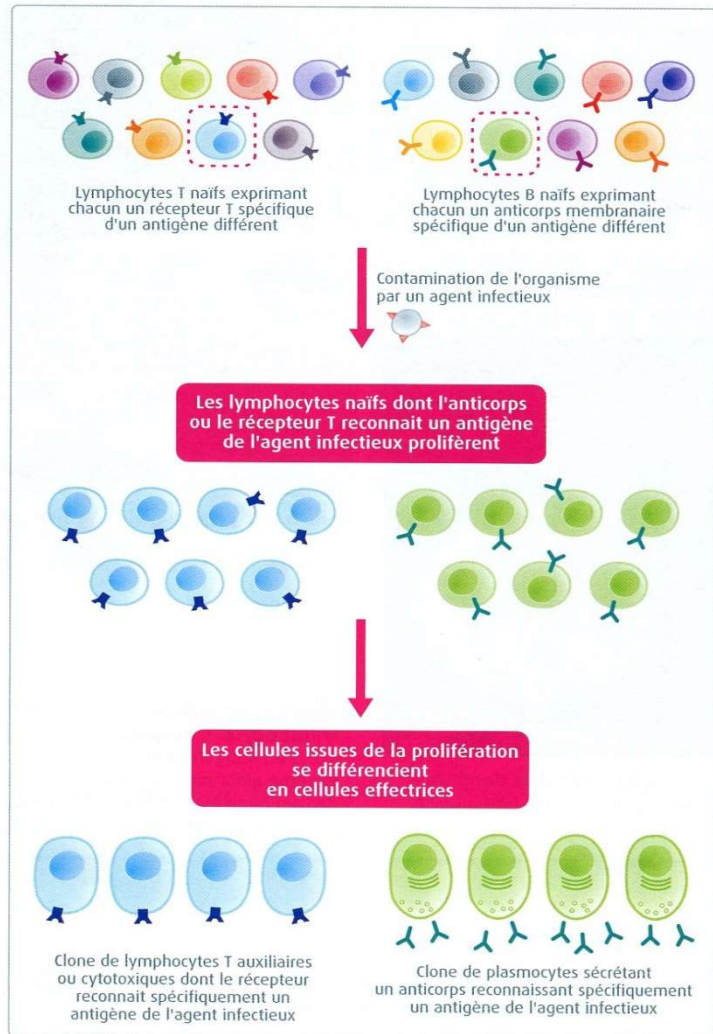 Lymphocytes T naïfs exprimant
chacun un récepteur T spécifique
d'un antigène différent
Lymphocytes B naïfs exprimant
chacun un anticorps membranaire
spécifique d'un antigène différent
Contamination de l'organisme
par un agent infectieux
Les lymphocytes naïfs dont l'anticorps
ou le récepteur T reconnait un antigène
de l'agent infectieux prolifèrent
Les cellules issues de la prolifération
se différencient
en cellules effectrices
Clone de lymphocytes T auxiliaires
ou cytotoxiques dont le récepteur
reconnait spécifiquement un
antigène de l'agent infectieux
Clone de plasmocytes sécrétant
un anticorps reconnaissant spécifiquement
un antigène de l'agent infectieux